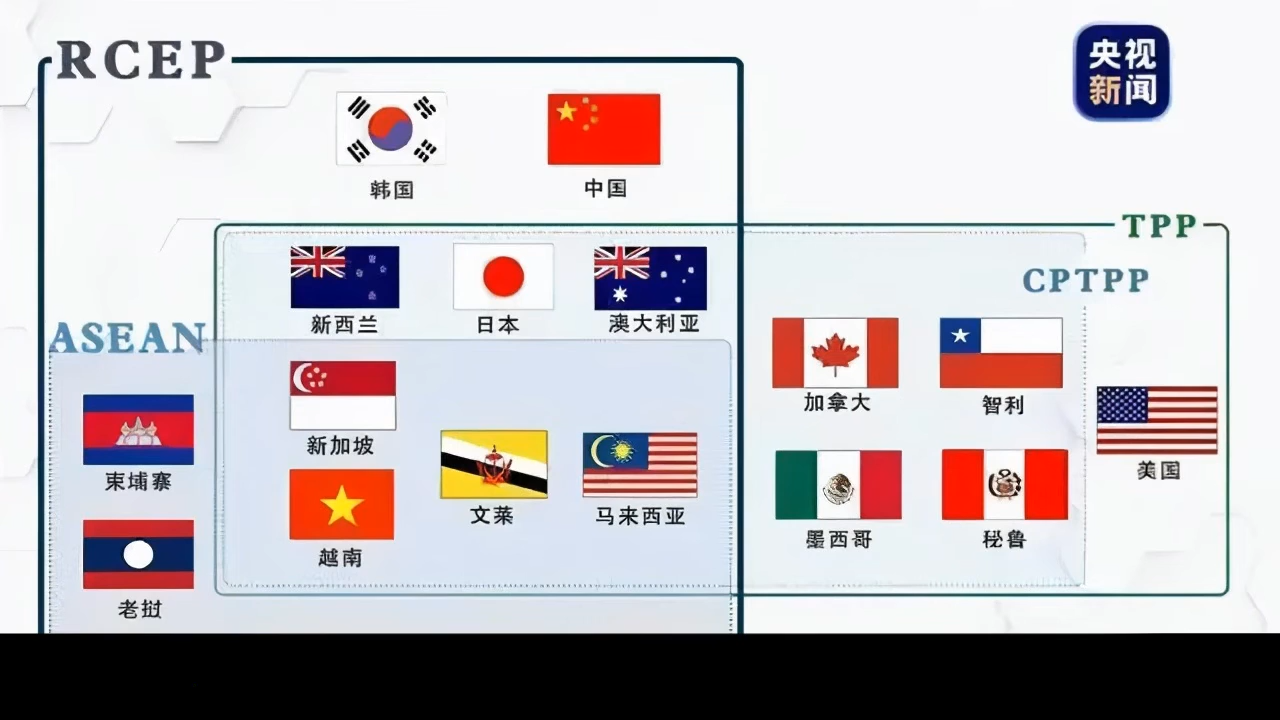 RCEP
央视
新闻
韩国
中国
TPP
CPTPP
新西兰
日本
澳大利亚
ASEAN
新加坡
加拿大
智利
美国
柬埔寨
文莱
马来西亚
越南
墨西哥
秘鲁
老挝